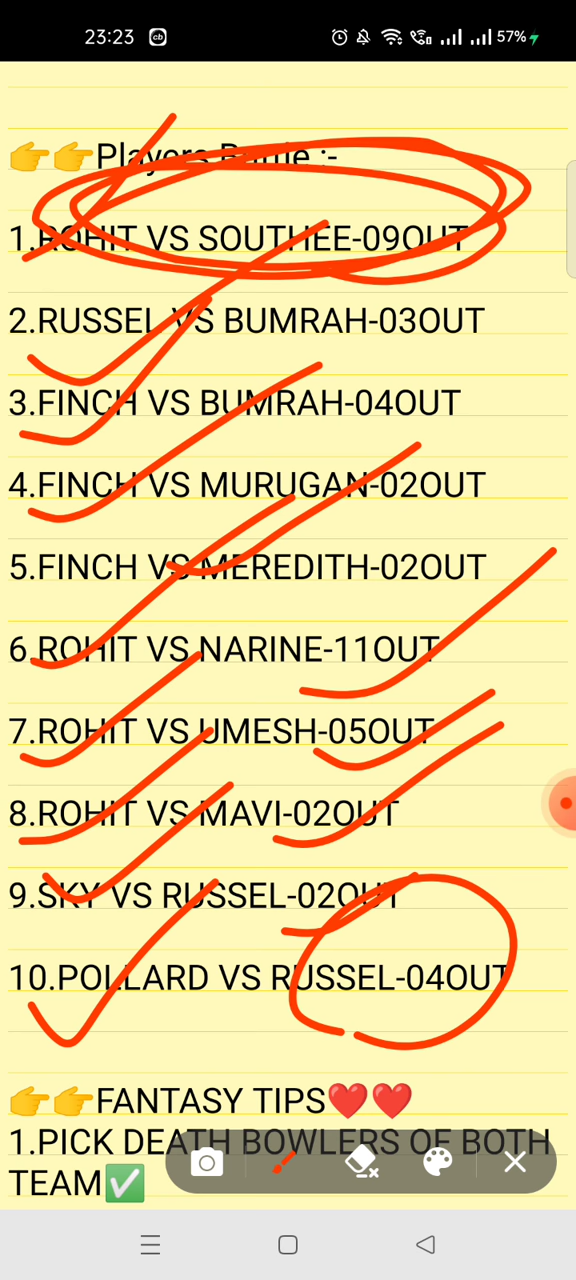 23:23 cb 57%
👉👉Players Battle :-
1.ROHIT VS SOUTHEE-09OUT
2.RUSSEL VS BUMRAH-03OUT
3.FINCH VS BUMRAH-04OUT
4.FINCH VS MURUGAN-02OUT
5.FINCH VS MEREDITH-02OUT
6.ROHIT VS NARINE-11OUT
7.ROHIT VS UMESH-05OUT
8.ROHIT VS MAVI-02OUT
9.SKY VS RUSSEL-02OUT
10.POLLARD VS RUSSEL-04OUT
👉👉FANTASY TIPS❤️❤️
1.PICK DEATH BOWLERS OF BOTH
TEAM✅